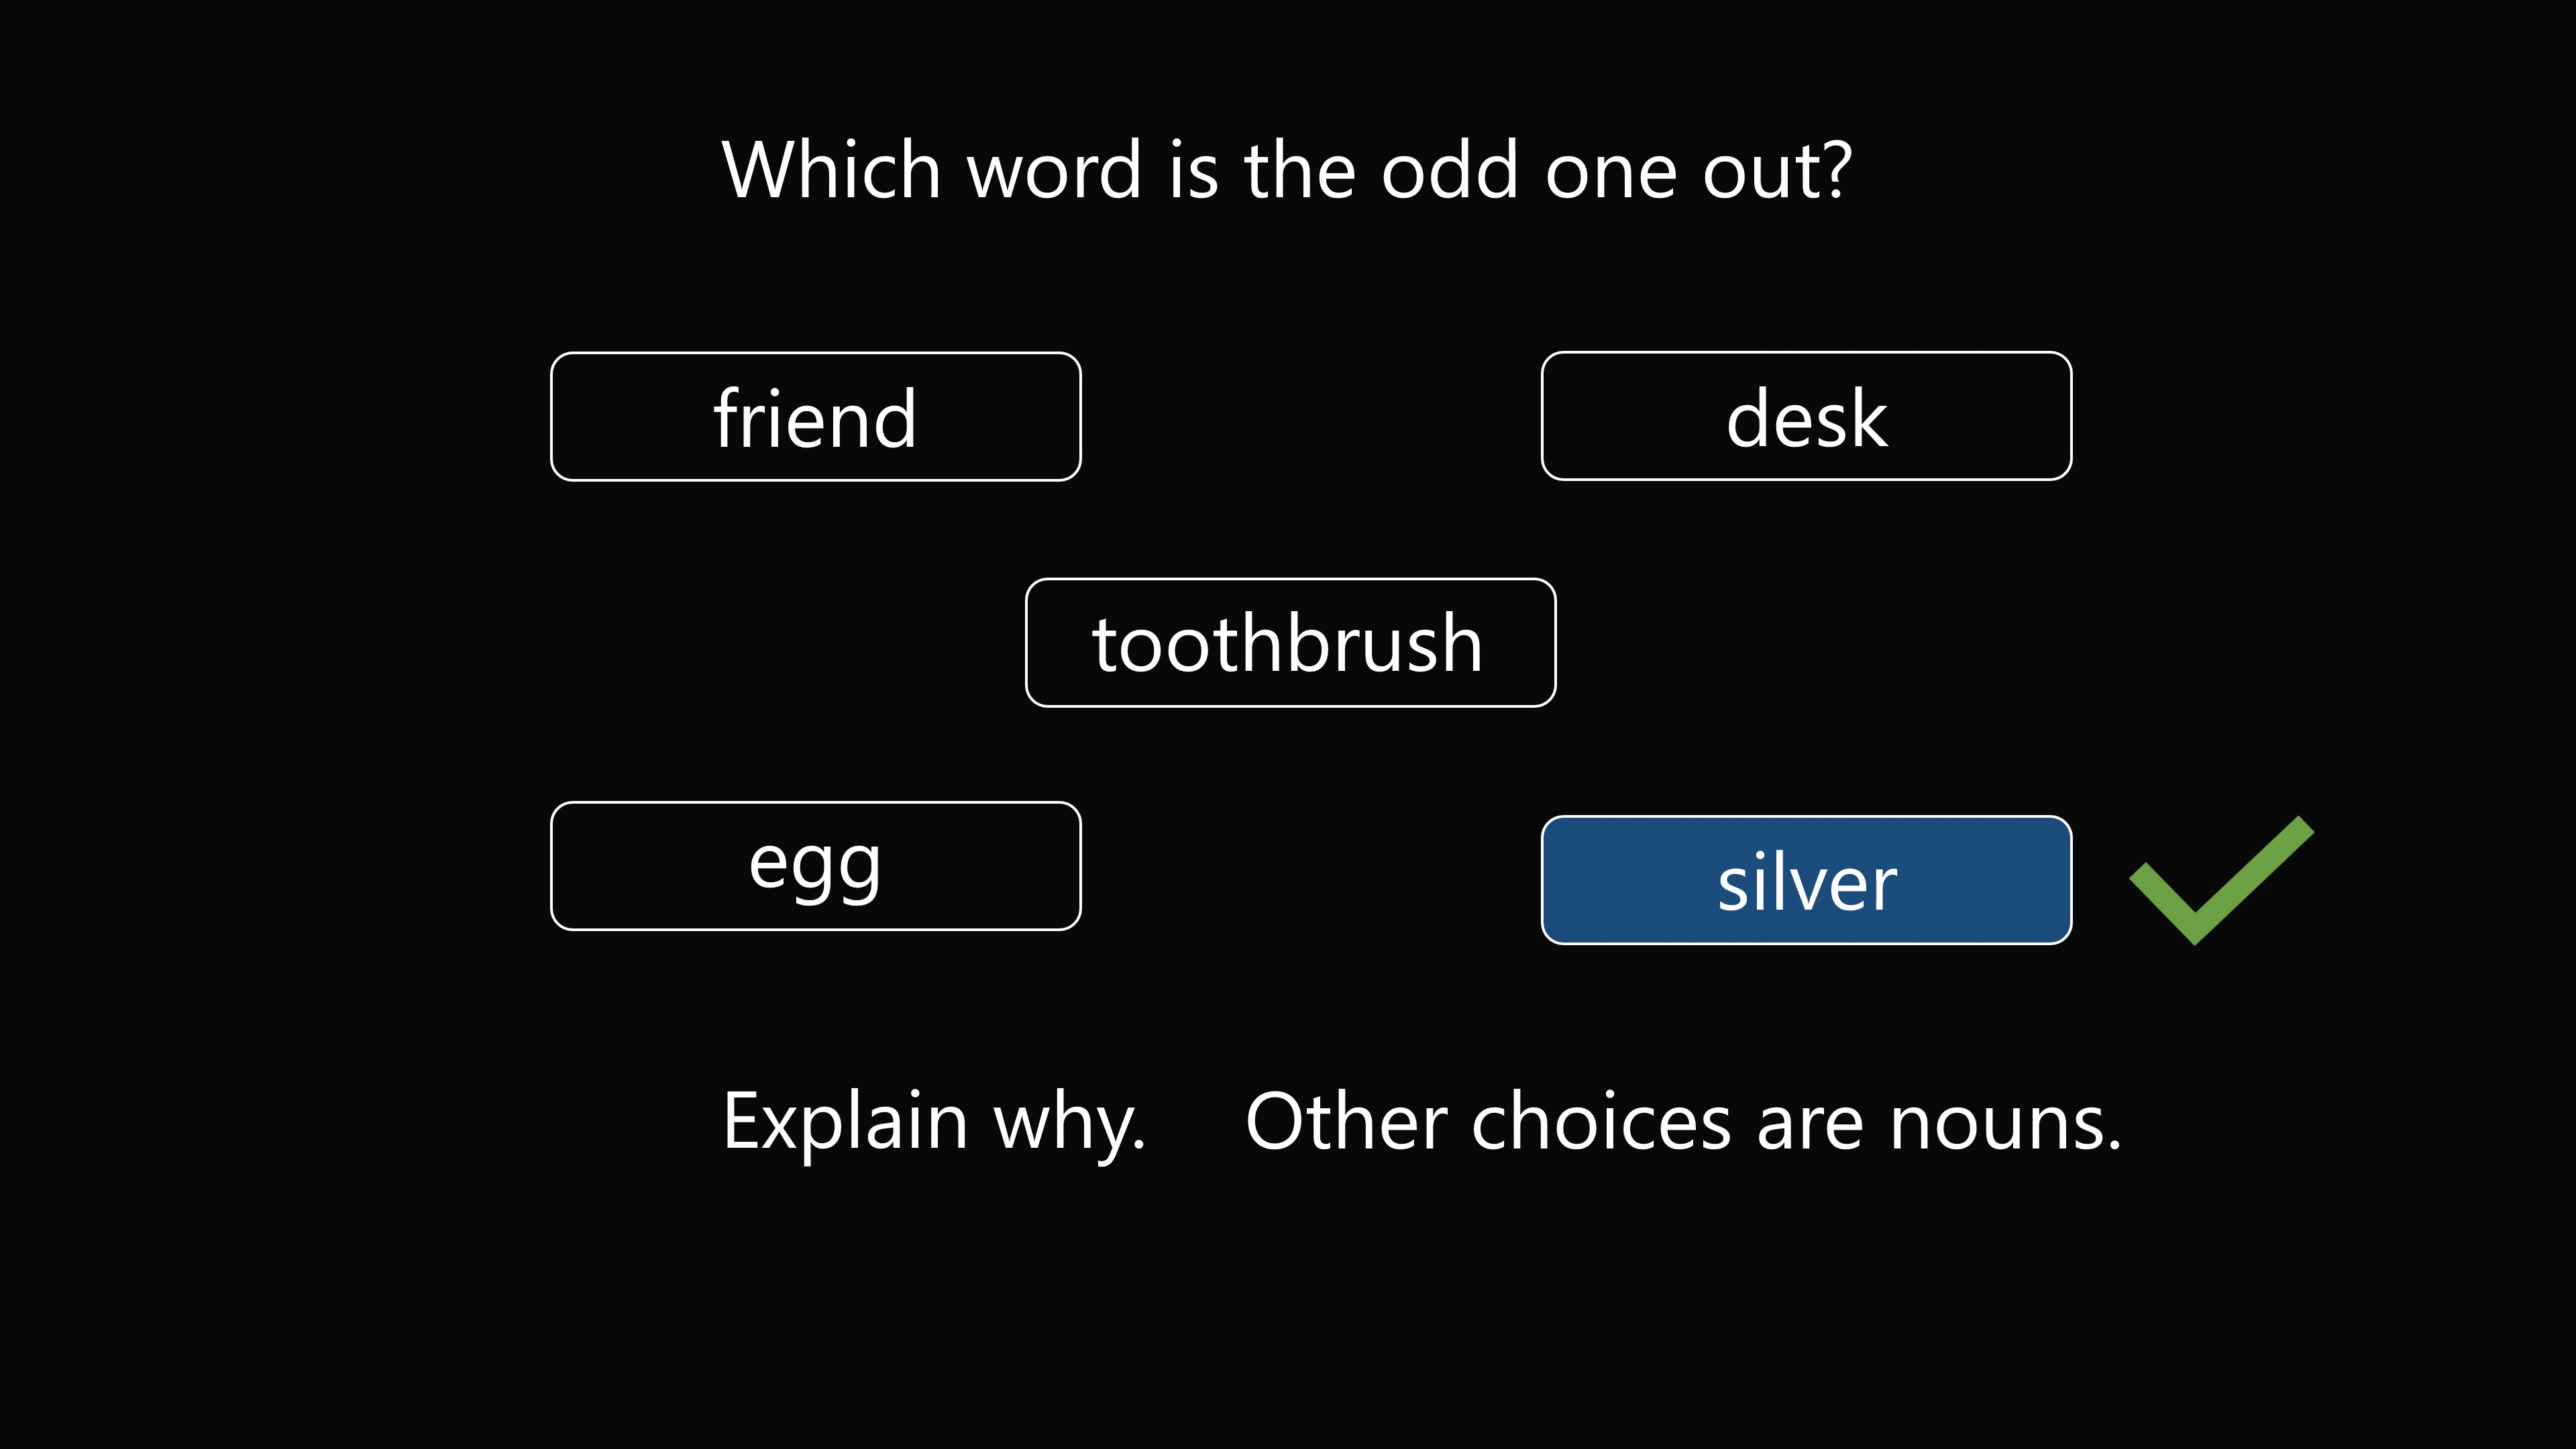 Which word is the odd one out?
friend
desk
toothbrush
egg
silver
Explain why.
Other choices are nouns.